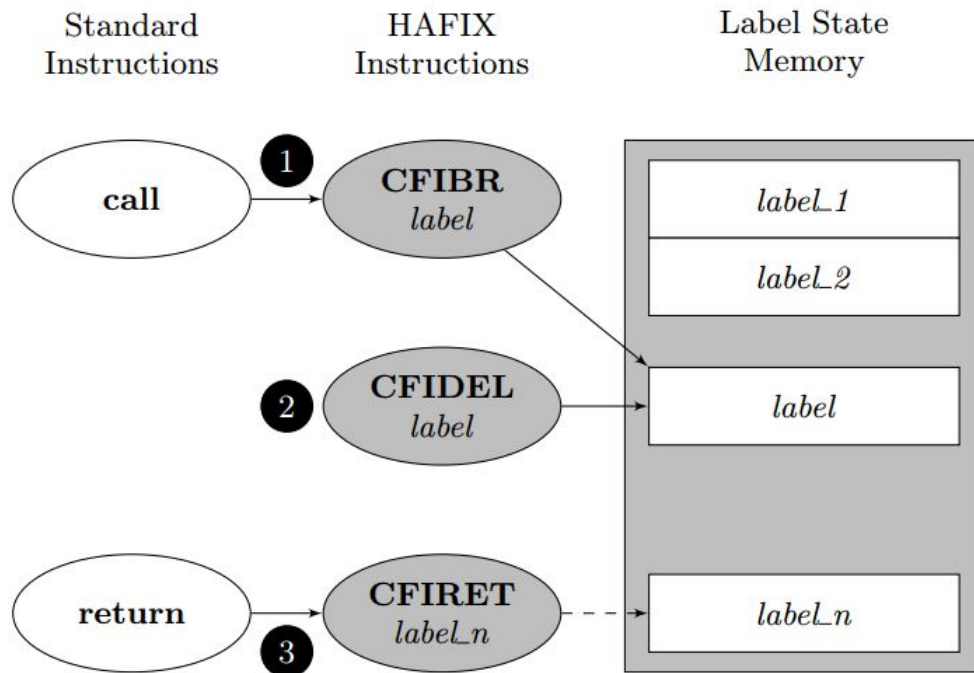 Standard
Instructions
HAFIX
Instructions
Label State
Memory
1
call
CFIBR
label
label_1
label_2
2
CFIDEL
label
label
return
3
CFIRET
label_n
label_n